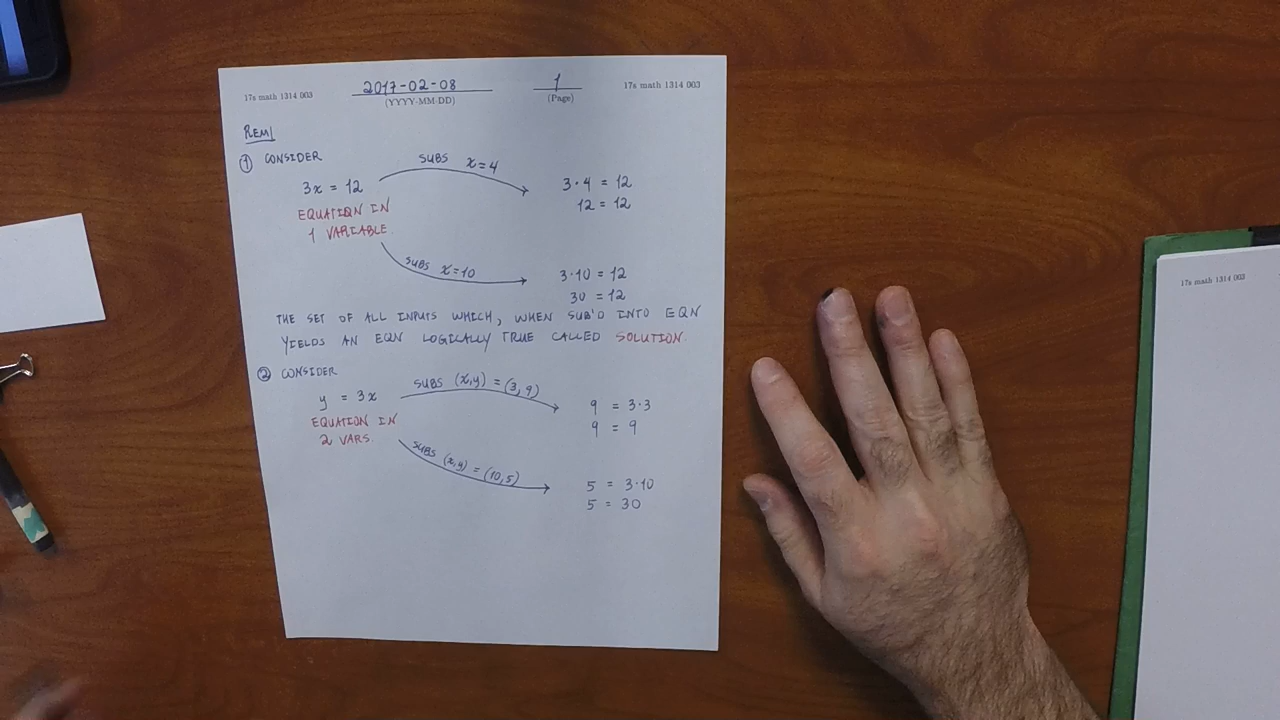 17s math 1314 003 2017-02-08 1 17s math 1314 003
(YYYY-MM-DD) (Page)
REM
① CONSIDER
SUBS x=4
3x = 12
3·4 = 12
EQUATION IN
12 = 12
1 VARIABLE
SUBS x=10
3·10 = 12
30 = 12
THE SET OF ALL INPUTS WHICH, WHEN SUB'D INTO EQN
YIELDS AN EQN LOGICALLY TRUE CALLED SOLUTION.
② CONSIDER
SUBS (x,y) = (3,9)
y = 3x
9 = 3·3
EQUATION IN
9 = 9
2 VARS.
SUBS (x,y) = (10,5)
5 = 3·10
5 = 30
17s math 1314 003